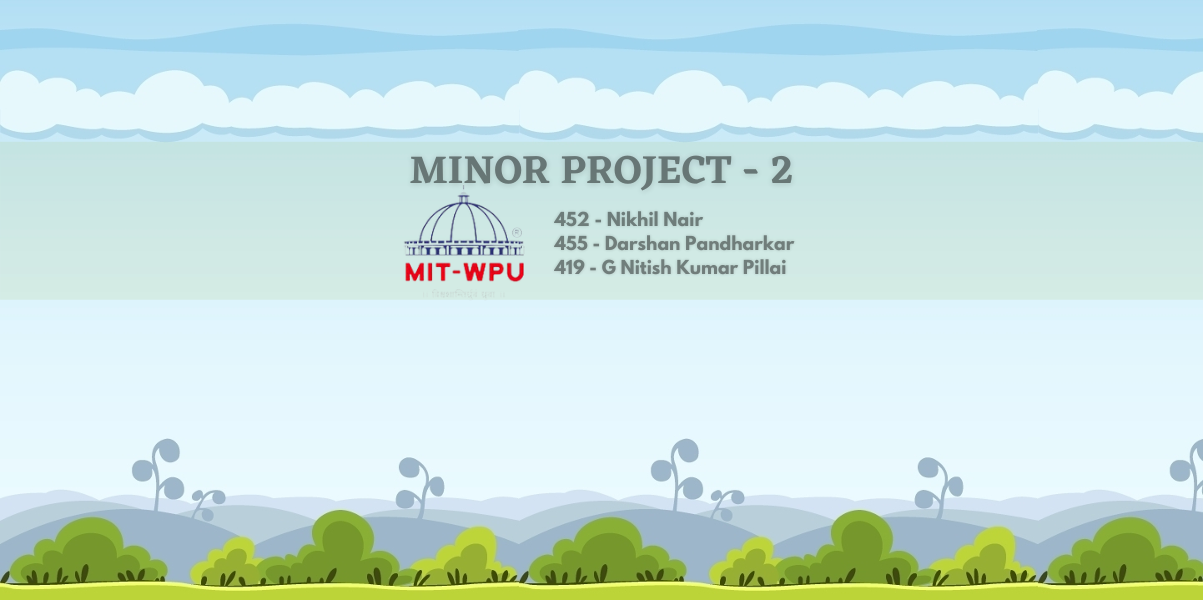 MINOR PROJECT - 2
452 - Nikhil Nair
455 - Darshan Pandharkar
419 - G Nitish Kumar Pillai
MIT-WPU